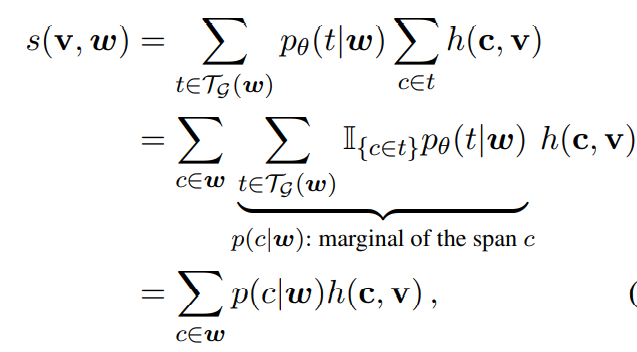 s(v, w) = ∑_{t∈𝒯_𝒢(w)} p_θ(t|w) ∑_{c∈t} h(c, v)
= ∑_{c∈w} ∑_{t∈𝒯_𝒢(w)} 𝕀_{{c∈t}} p_θ(t|w) h(c, v)
p(c|w): marginal of the span c
= ∑_{c∈w} p(c|w)h(c, v) , (